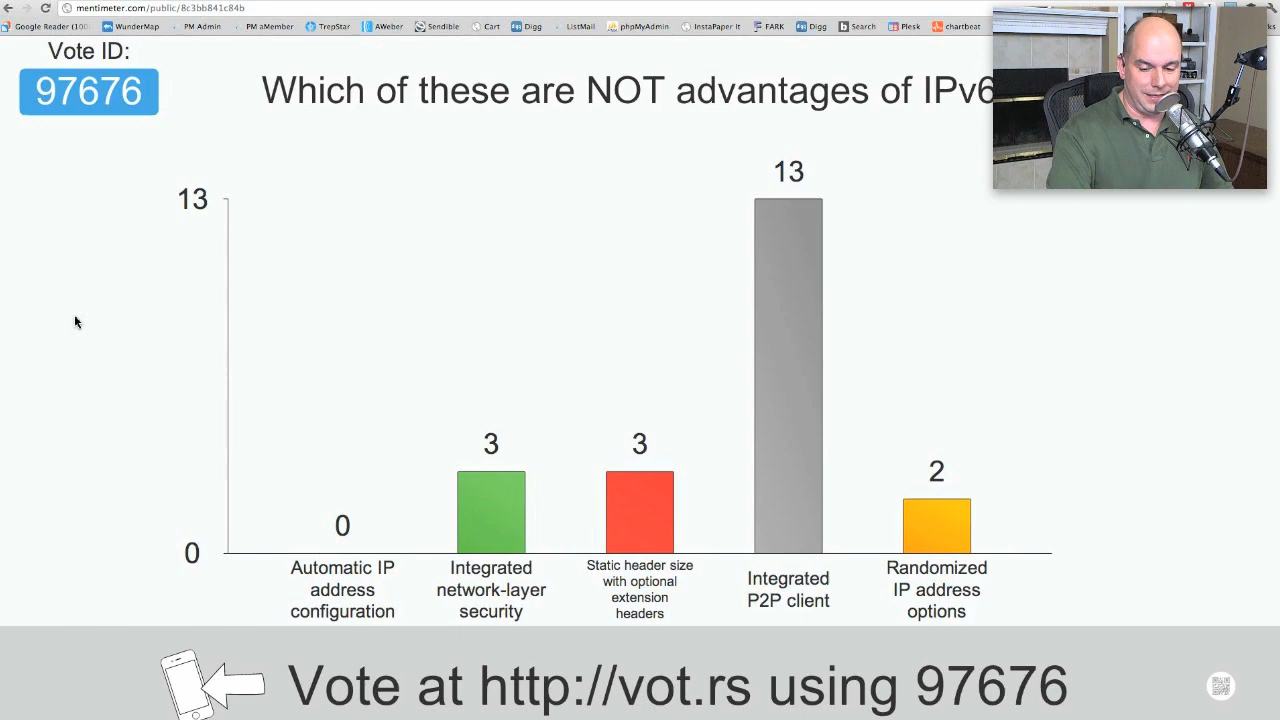 mentimeter.com/public/8c3bb841c84b
Google Reader (100 WunderMap PM Admin PM aMember TreeStar AWeber Sendible Cart Digg ListMail phpMyAdmin InstaPaper It FARK Digg Search Plesk chartbeat
Vote ID:
97676
Which of these are NOT advantages of IPv6
13
13
3
3
2
0
0
Automatic IP
address
configuration
Integrated
network-layer
security
Static header size
with optional
extension
headers
Integrated
P2P client
Randomized
IP address
options
Vote at http://vot.rs using 97676